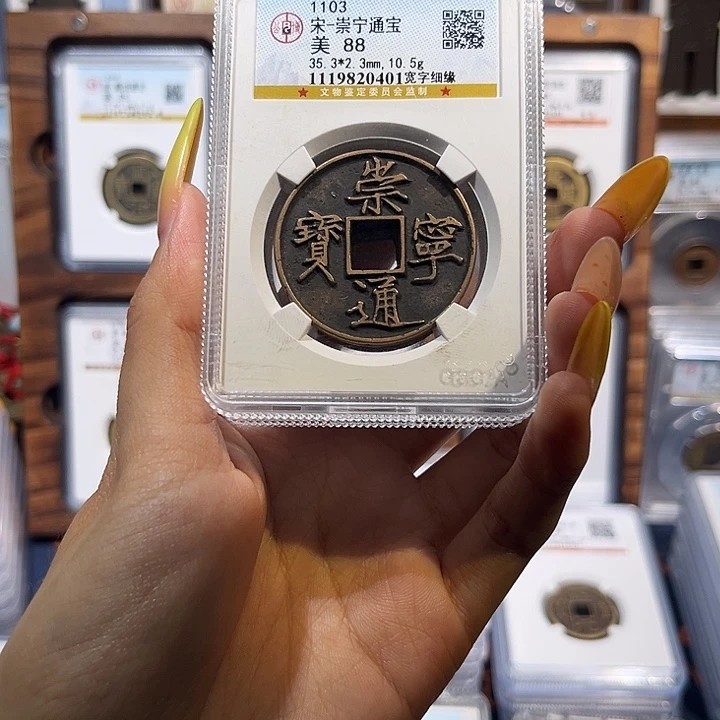 1103
宋-崇宁通宝
美 88
35.3*2.3mm,10.5g
1119820401宽字细缘
★ 文物鉴定委员会监制 ★
崇
寶 寧
通